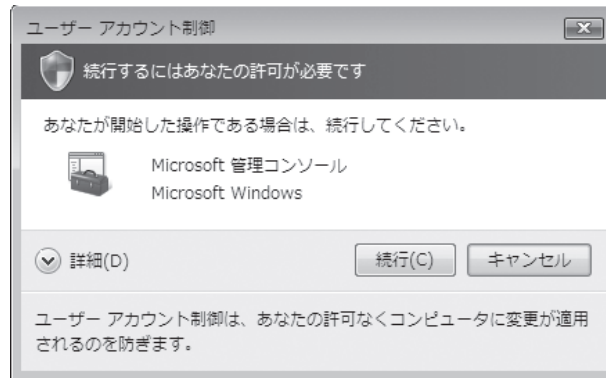 ユーザー アカウント制御
続行するにはあなたの許可が必要です
あなたが開始した操作である場合は、続行してください。
Microsoft 管理コンソール
Microsoft Windows
詳細(D)
続行(C)
キャンセル
ユーザー アカウント制御は、あなたの許可なくコンピュータに変更が適用
されるのを防ぎます。